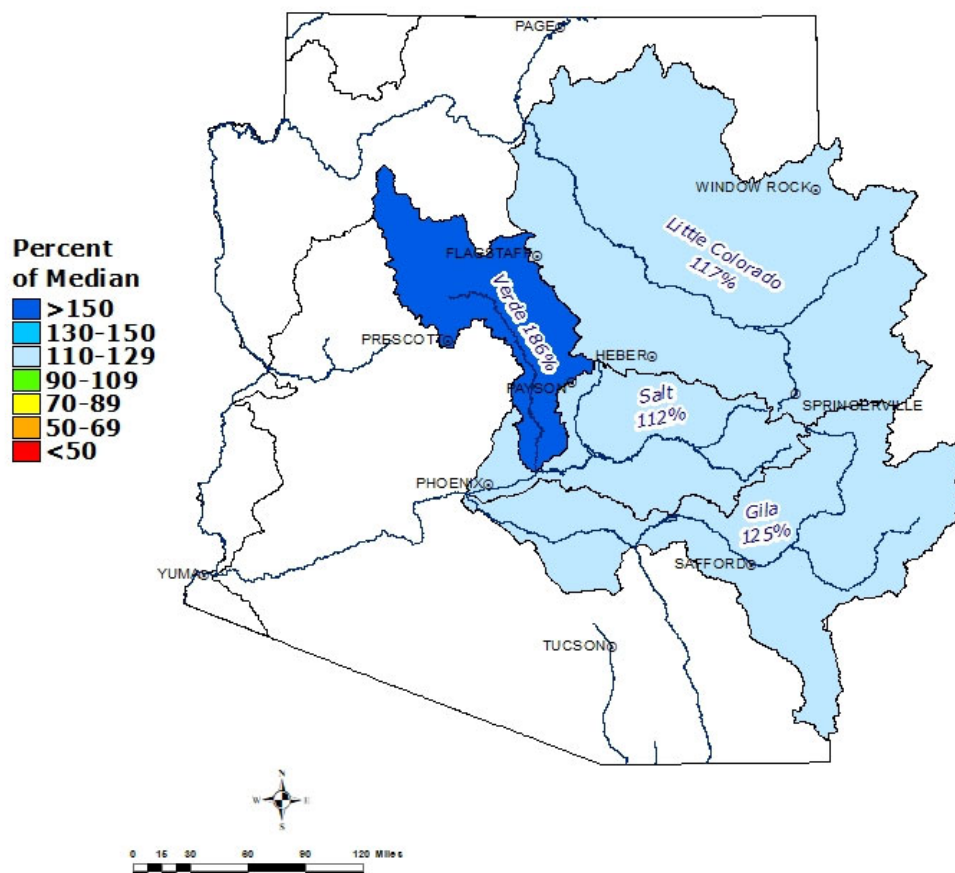 PAGE
WINDOW ROCK
Percent
of Median
>150
130-150
110-129
90-109
70-89
50-69
<50
Little Colorado
117%
FLAGSTAFF
Verde 186%
PRESCOTT
HEBER
PAYSON
Salt
112%
SPRINGERVILLE
PHOENIX
Gila
125%
SAFFORD
YUMA
TUCSON
N
W E
S
0 15 30 60 90 120 Miles